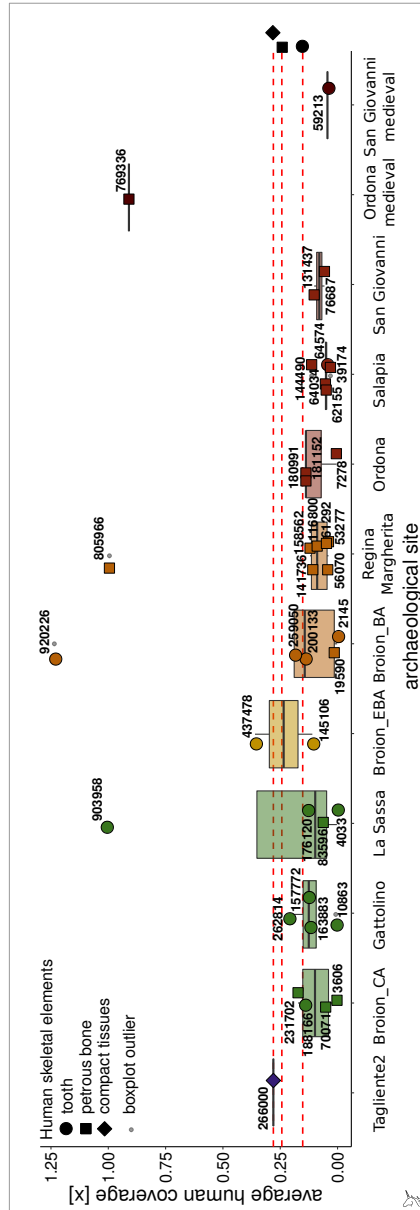 Human skeletal elements
tooth
petrous bone
compact tissues
boxplot outlier
average human coverage [x]
1.25
1.00
0.75
0.50
0.25
0.00
266000
231702
188166
70071
13606
262814
157772
163883
10863
903958
176120
83596
4033
437478
145106
920226
259050
200133
19590
2145
805966
141736
158562
116800
61292
53277
56070
180991
181152
7278
144490
64034
64574
62155
39174
131437
76687
769336
59213
Tagliente2
Broion_CA
Gattolino
La Sassa
Broion_EBA
Broion_BA
Regina
Margherita
Ordona
Salapia
San Giovanni
Ordona
medieval
San Giovanni
medieval
archaeological site